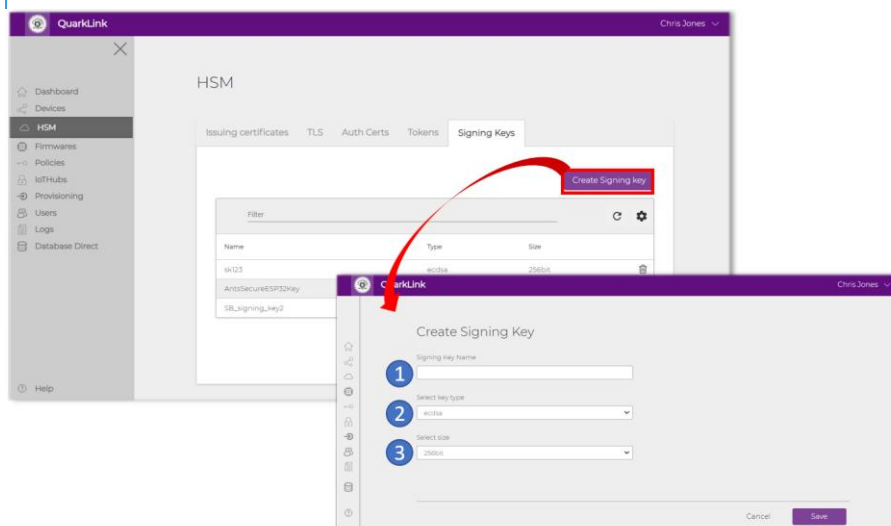 QuarkLink
Chris Jones
Dashboard
Devices
HSM
Firmwares
Policies
IoTHubs
Provisioning
Users
Logs
Database Direct
Help
HSM
Issuing certificates TLS Auth Certs Tokens Signing Keys
Create Signing key
Filter
Name Type Size
sk123 ecdsa 256bit
AntsSecureESP32Key
SB_signing_key2
QuarkLink
Chris Jones
Create Signing Key
1 Signing Key Name
2 Select key type
ecdsa
3 Select size
256bit
Cancel Save